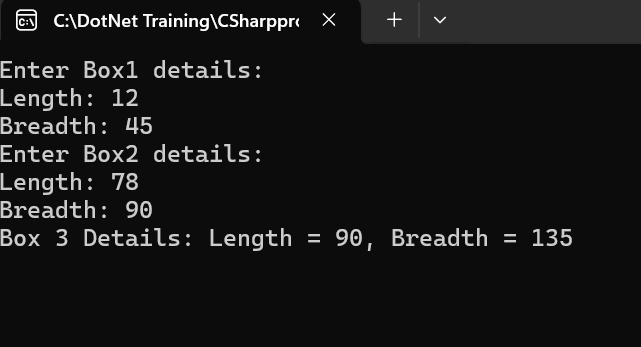 C:\DotNet Training\CSharppr
Enter Box1 details:
Length: 12
Breadth: 45
Enter Box2 details:
Length: 78
Breadth: 90
Box 3 Details: Length = 90, Breadth = 135